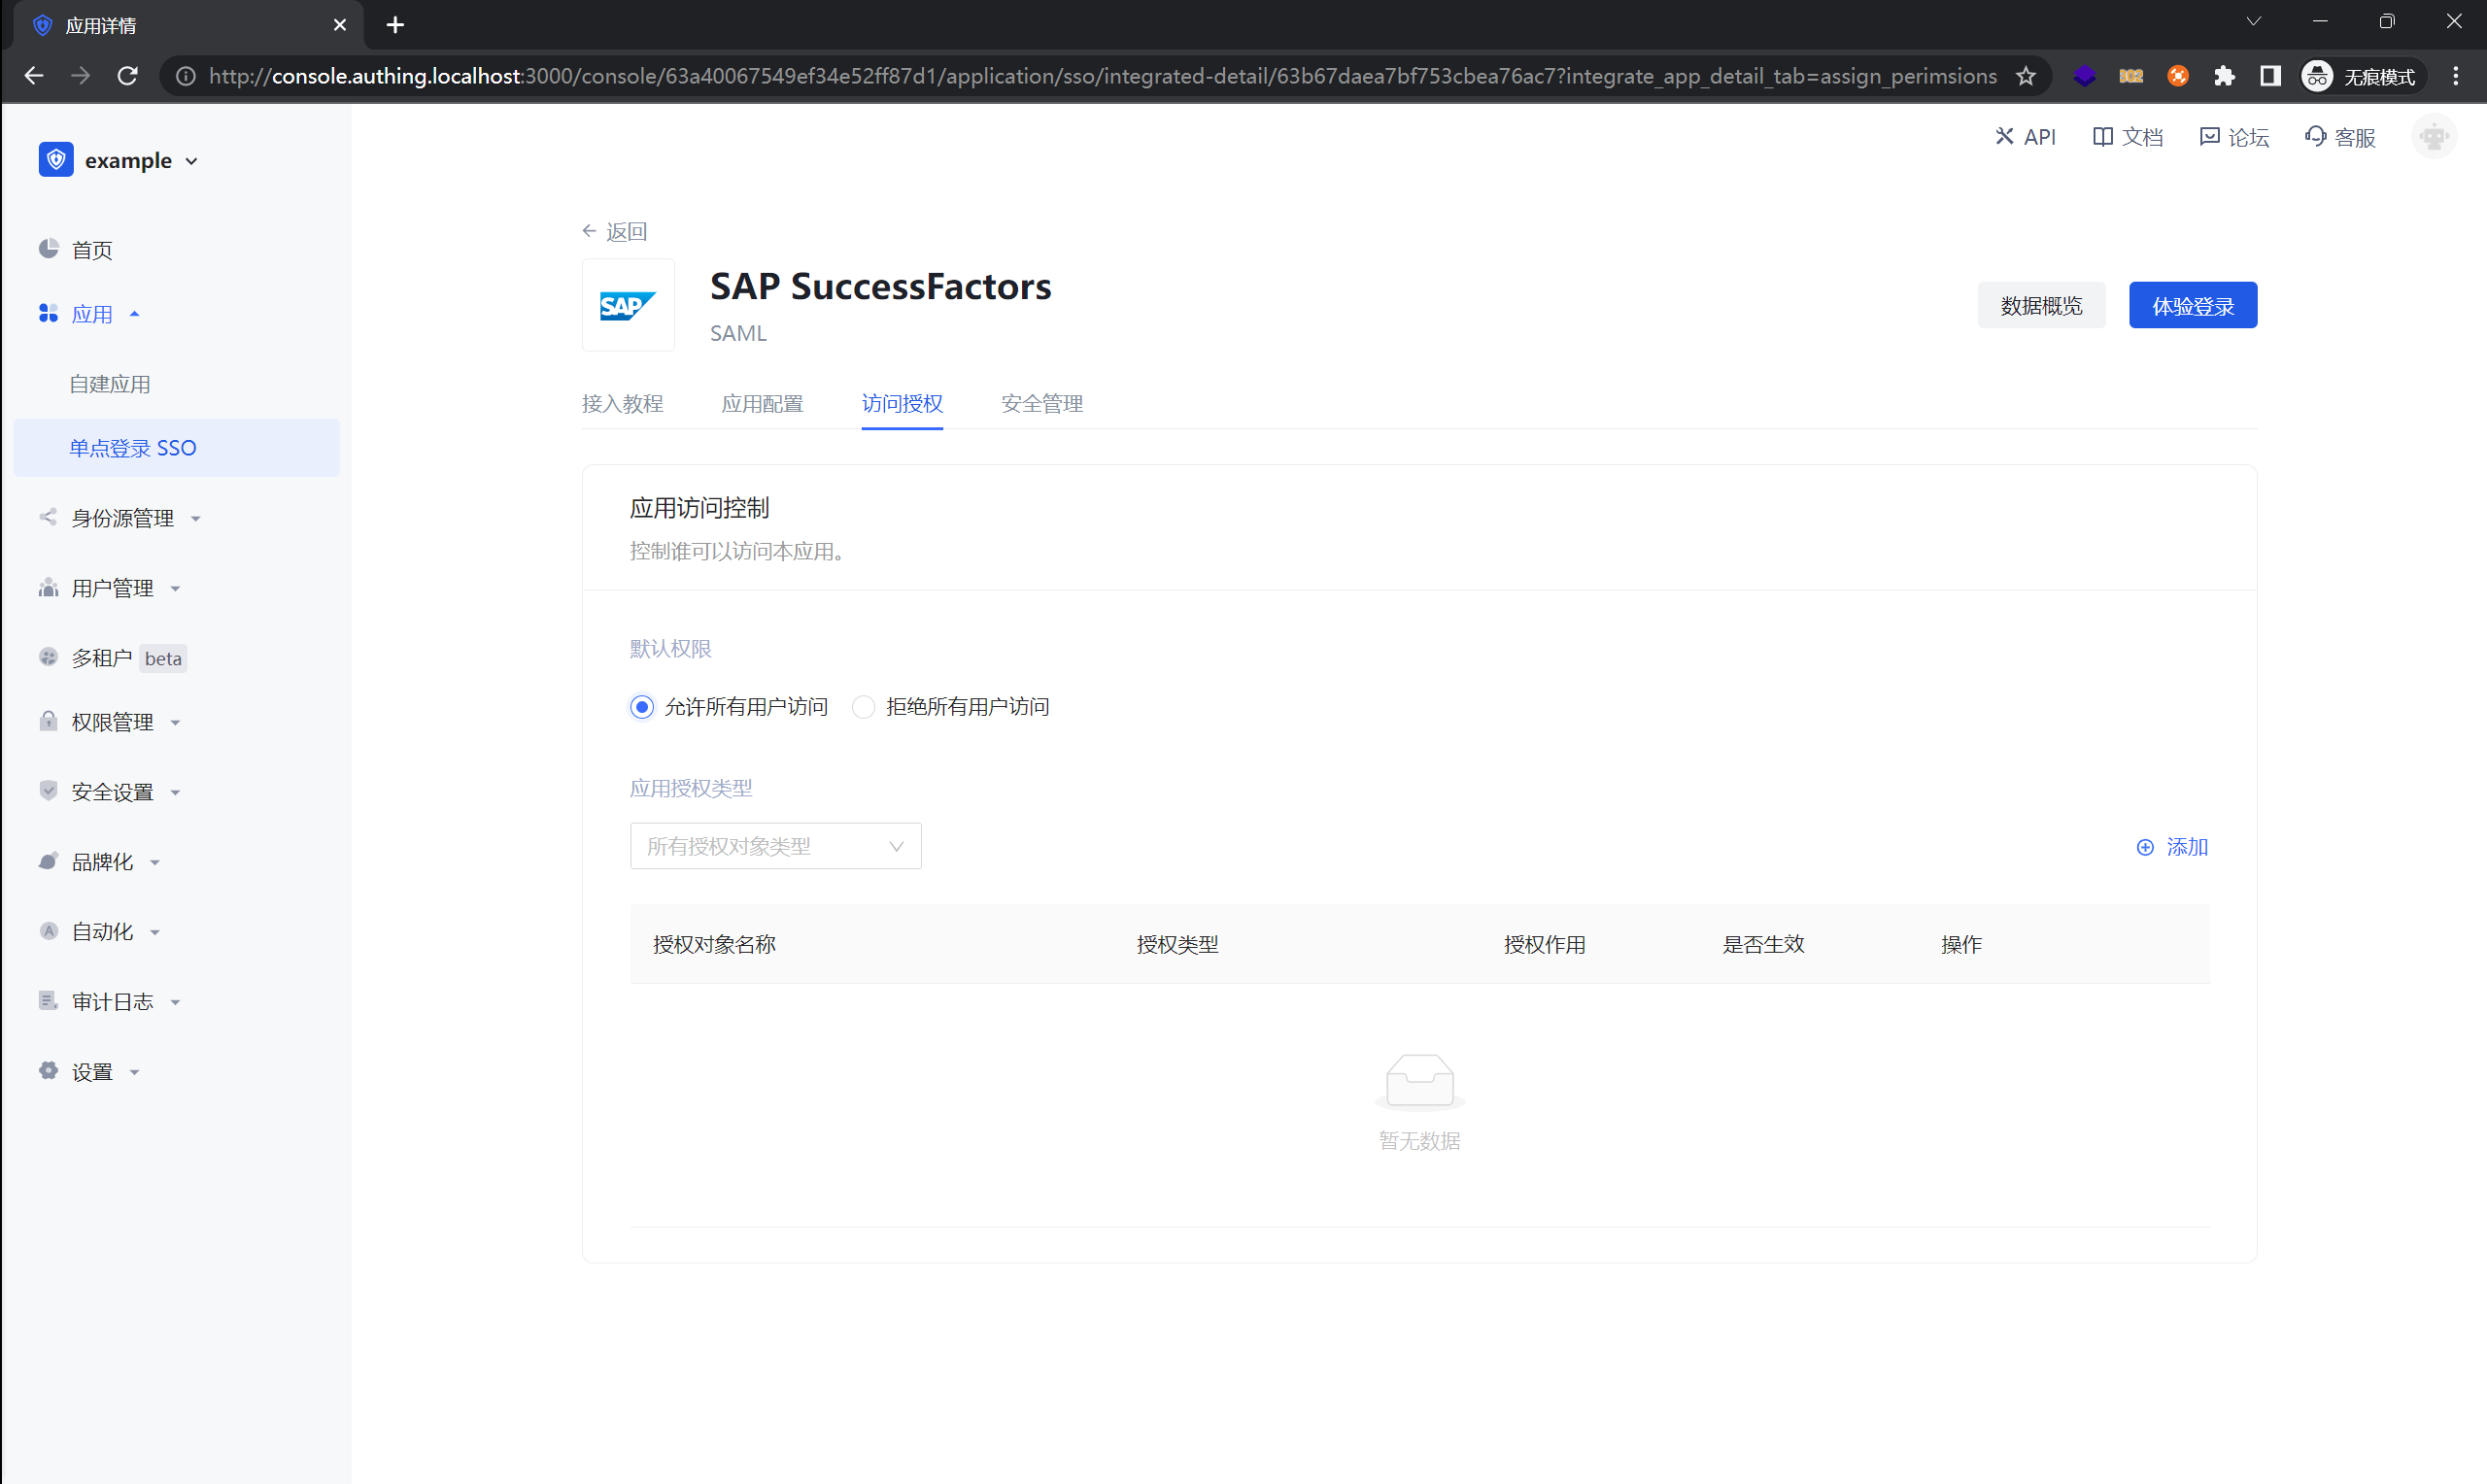 应用详情
http://console.authing.localhost:3000/console/63a40067549ef34e52ff87d1/application/sso/integrated-detail/63b67daea7bf753cbea76ac7?integrate_app_detail_tab=assign_perimsions
302
无痕模式
example
API
文档
论坛
客服
首页
应用
自建应用
单点登录 SSO
身份源管理
用户管理
多租户 beta
权限管理
安全设置
品牌化
自动化
审计日志
设置
返回
SAP
SAP SuccessFactors
SAML
数据概览
体验登录
接入教程
应用配置
访问授权
安全管理
应用访问控制
控制谁可以访问本应用。
默认权限
允许所有用户访问
拒绝所有用户访问
应用授权类型
所有授权对象类型
添加
授权对象名称
授权类型
授权作用
是否生效
操作
暂无数据